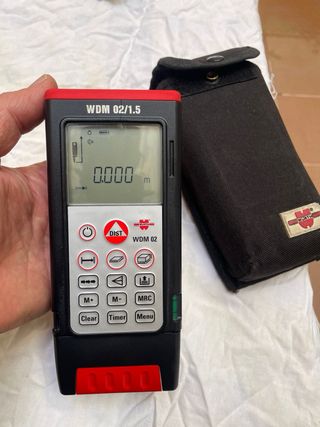 WDM 02/1.5
0.000 m
DIST
WDM 02
M+ M- MRC
Clear Timer Menu